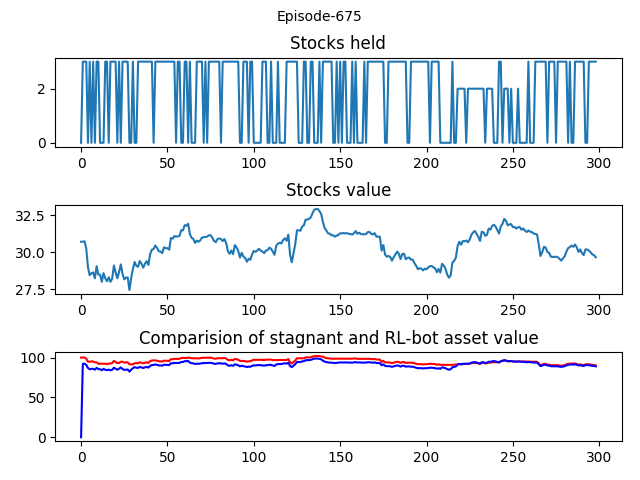 Episode-675
Stocks held
2
0
0 50 100 150 200 250 300
Stocks value
32.5
30.0
27.5
0 50 100 150 200 250 300
Comparision of stagnant and RL-bot asset value
100
50
0
0 50 100 150 200 250 300